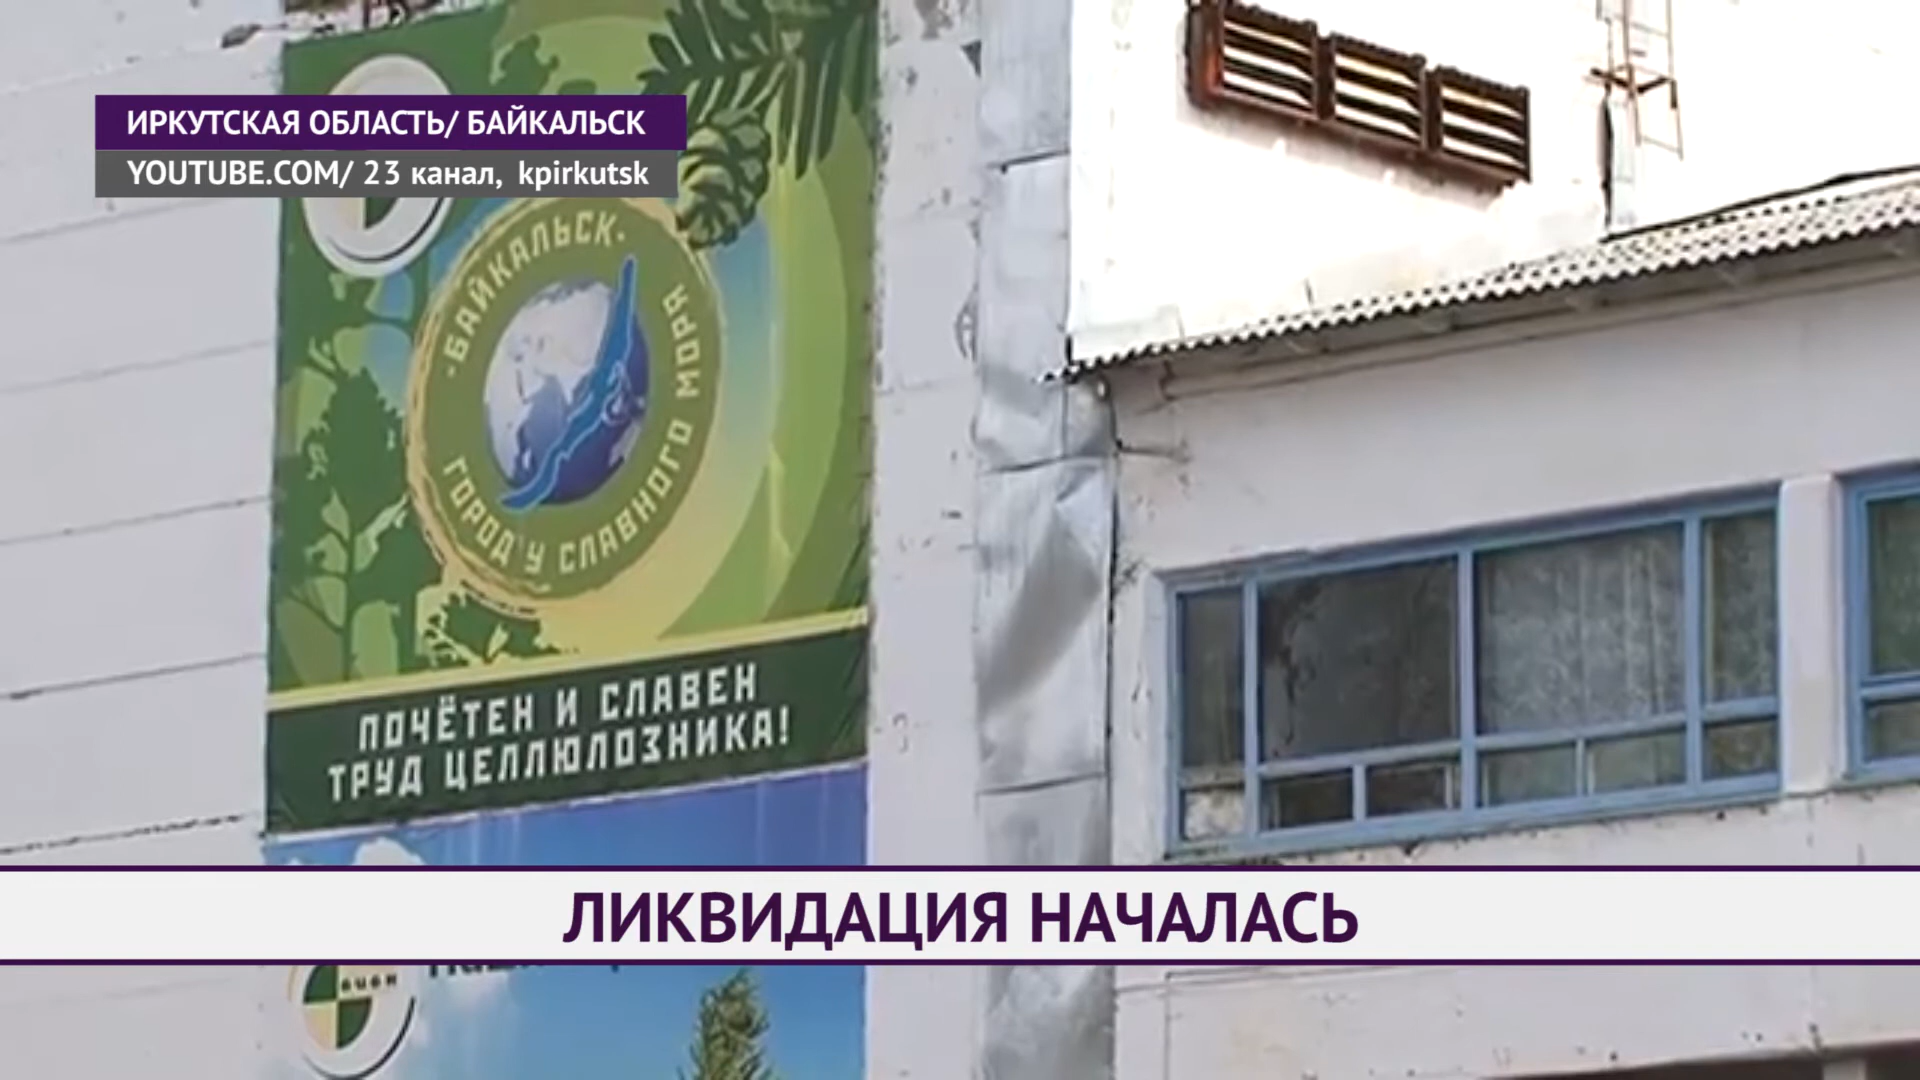 ИРКУТСКАЯ ОБЛАСТЬ/ БАЙКАЛЬСК
YOUTUBE.COM/ 23 канал, kpirkutsk
·БАЙКАЛЬСК·
ГОРОД У СЛАВНОГО МОРЯ
ПОЧЁТЕН И СЛАВЕН
ТРУД ЦЕЛЛЮЛОЗНИКА!
ЛИКВИДАЦИЯ НАЧАЛАСЬ